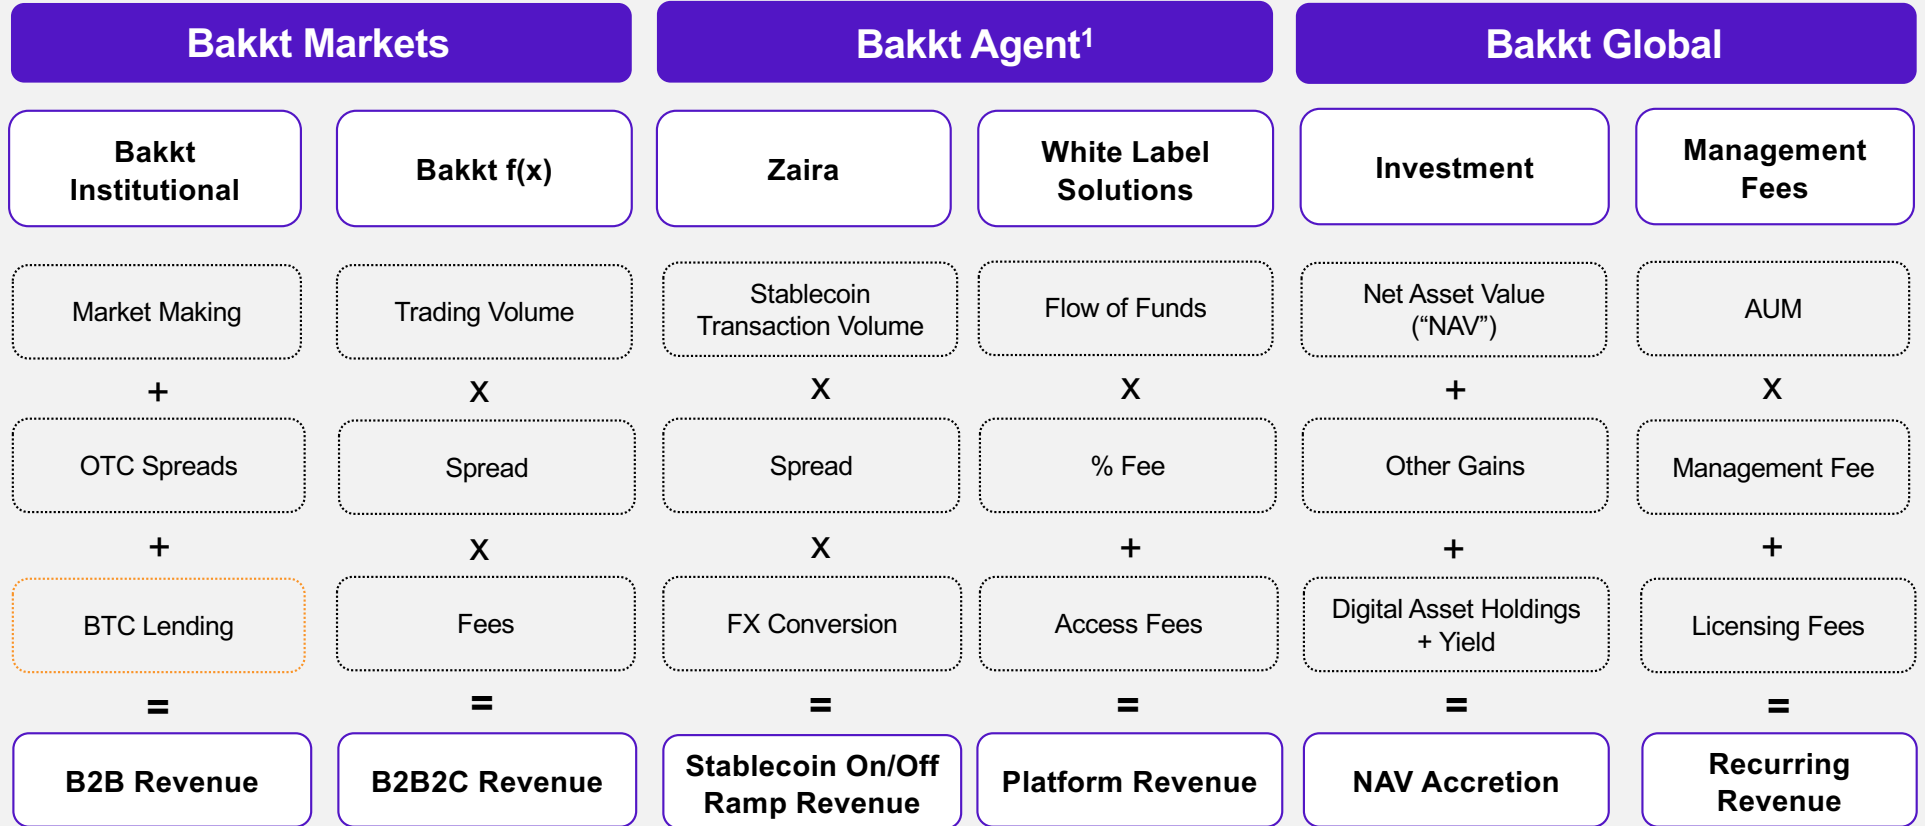 Bakkt Markets
Bakkt Agent¹
Bakkt Global
Bakkt
Institutional
Bakkt f(x)
Zaira
White Label
Solutions
Investment
Management
Fees
Market Making
Trading Volume
Stablecoin
Transaction Volume
Flow of Funds
Net Asset Value
(“NAV”)
AUM
+
X
X
X
+
X
OTC Spreads
Spread
Spread
% Fee
Other Gains
Management Fee
+
X
X
+
+
+
BTC Lending
Fees
FX Conversion
Access Fees
Digital Asset Holdings
+ Yield
Licensing Fees
=
=
=
=
=
=
B2B Revenue
B2B2C Revenue
Stablecoin On/Off
Ramp Revenue
Platform Revenue
NAV Accretion
Recurring
Revenue